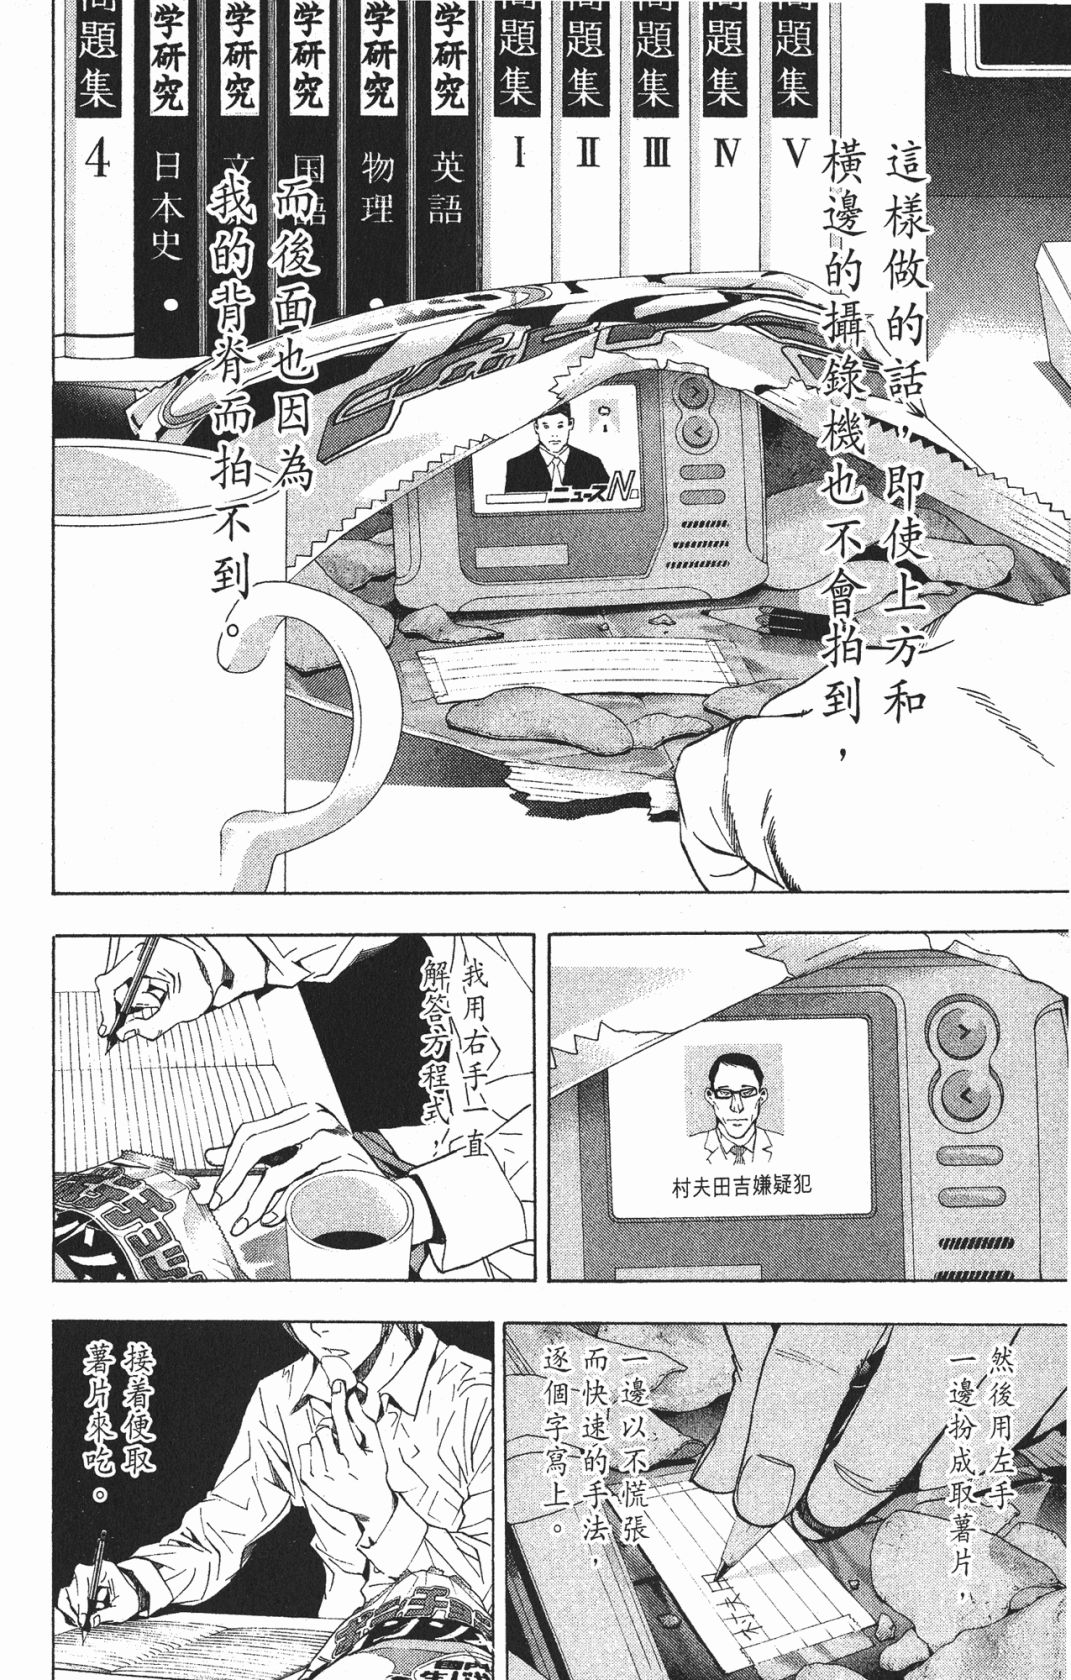 這樣做的話，即使上方和
橫邊的攝錄機也不會拍到，
而後面也因為
我的背脊而拍不到。
題集
V
題集
IV
題集
III
題集
II
題集
I
学研究
英語
学研究
物理
学研究
国語
学研究
学研究
日本史
問題集
4
ニュースN
村夫田吉嫌疑犯
我用右手一直
解答方程式，
然後用左手
一邊扮成取薯片，
一邊以不慌張
而快速的手法，
逐個字寫上。
村夫田
接着便取
薯片來吃。